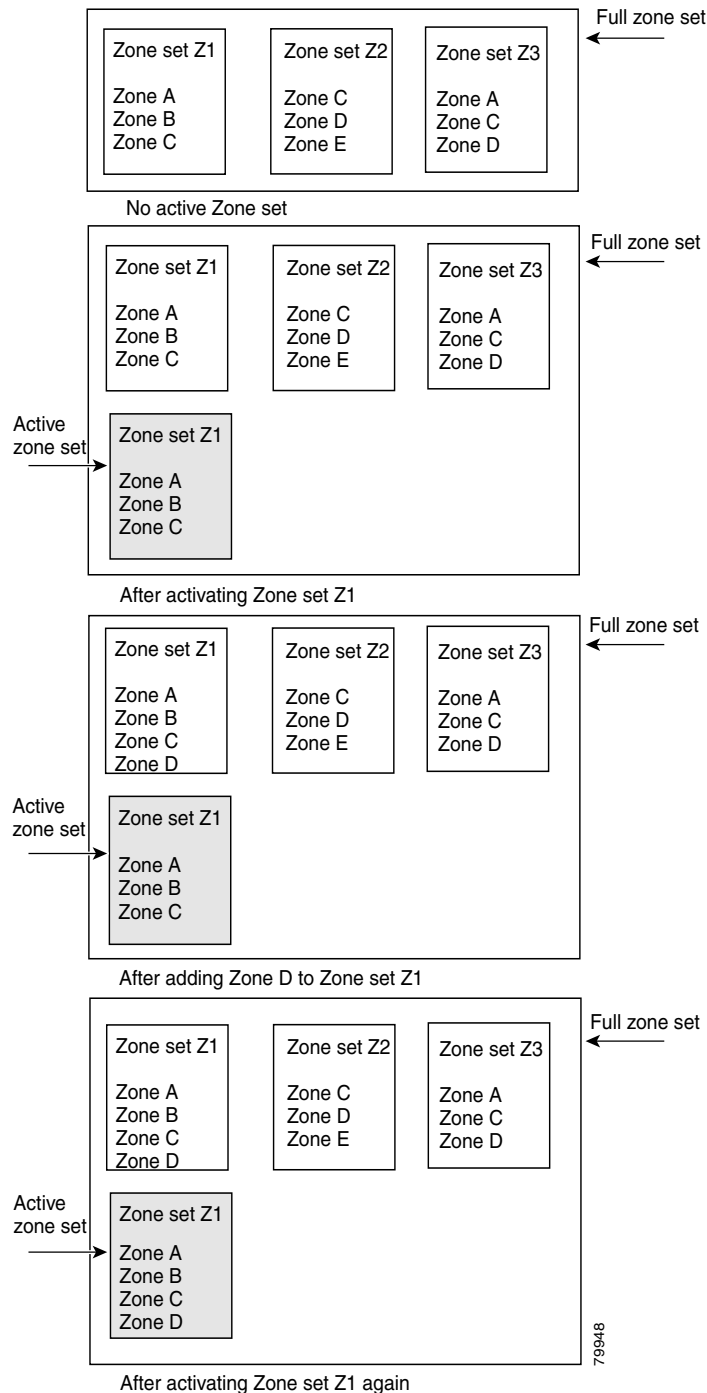 Full zone set
Zone set Z1
Zone A
Zone B
Zone C
Zone set Z2
Zone C
Zone D
Zone E
Zone set Z3
Zone A
Zone C
Zone D
No active Zone set
Full zone set
Zone set Z1
Zone A
Zone B
Zone C
Zone set Z2
Zone C
Zone D
Zone E
Zone set Z3
Zone A
Zone C
Zone D
Active
zone set
Zone set Z1
Zone A
Zone B
Zone C
After activating Zone set Z1
Full zone set
Zone set Z1
Zone A
Zone B
Zone C
Zone D
Zone set Z2
Zone C
Zone D
Zone E
Zone set Z3
Zone A
Zone C
Zone D
Active
zone set
Zone set Z1
Zone A
Zone B
Zone C
After adding Zone D to Zone set Z1
Full zone set
Zone set Z1
Zone A
Zone B
Zone C
Zone D
Zone set Z2
Zone C
Zone D
Zone E
Zone set Z3
Zone A
Zone C
Zone D
Active
zone set
Zone set Z1
Zone A
Zone B
Zone C
Zone D
79948
After activating Zone set Z1 again